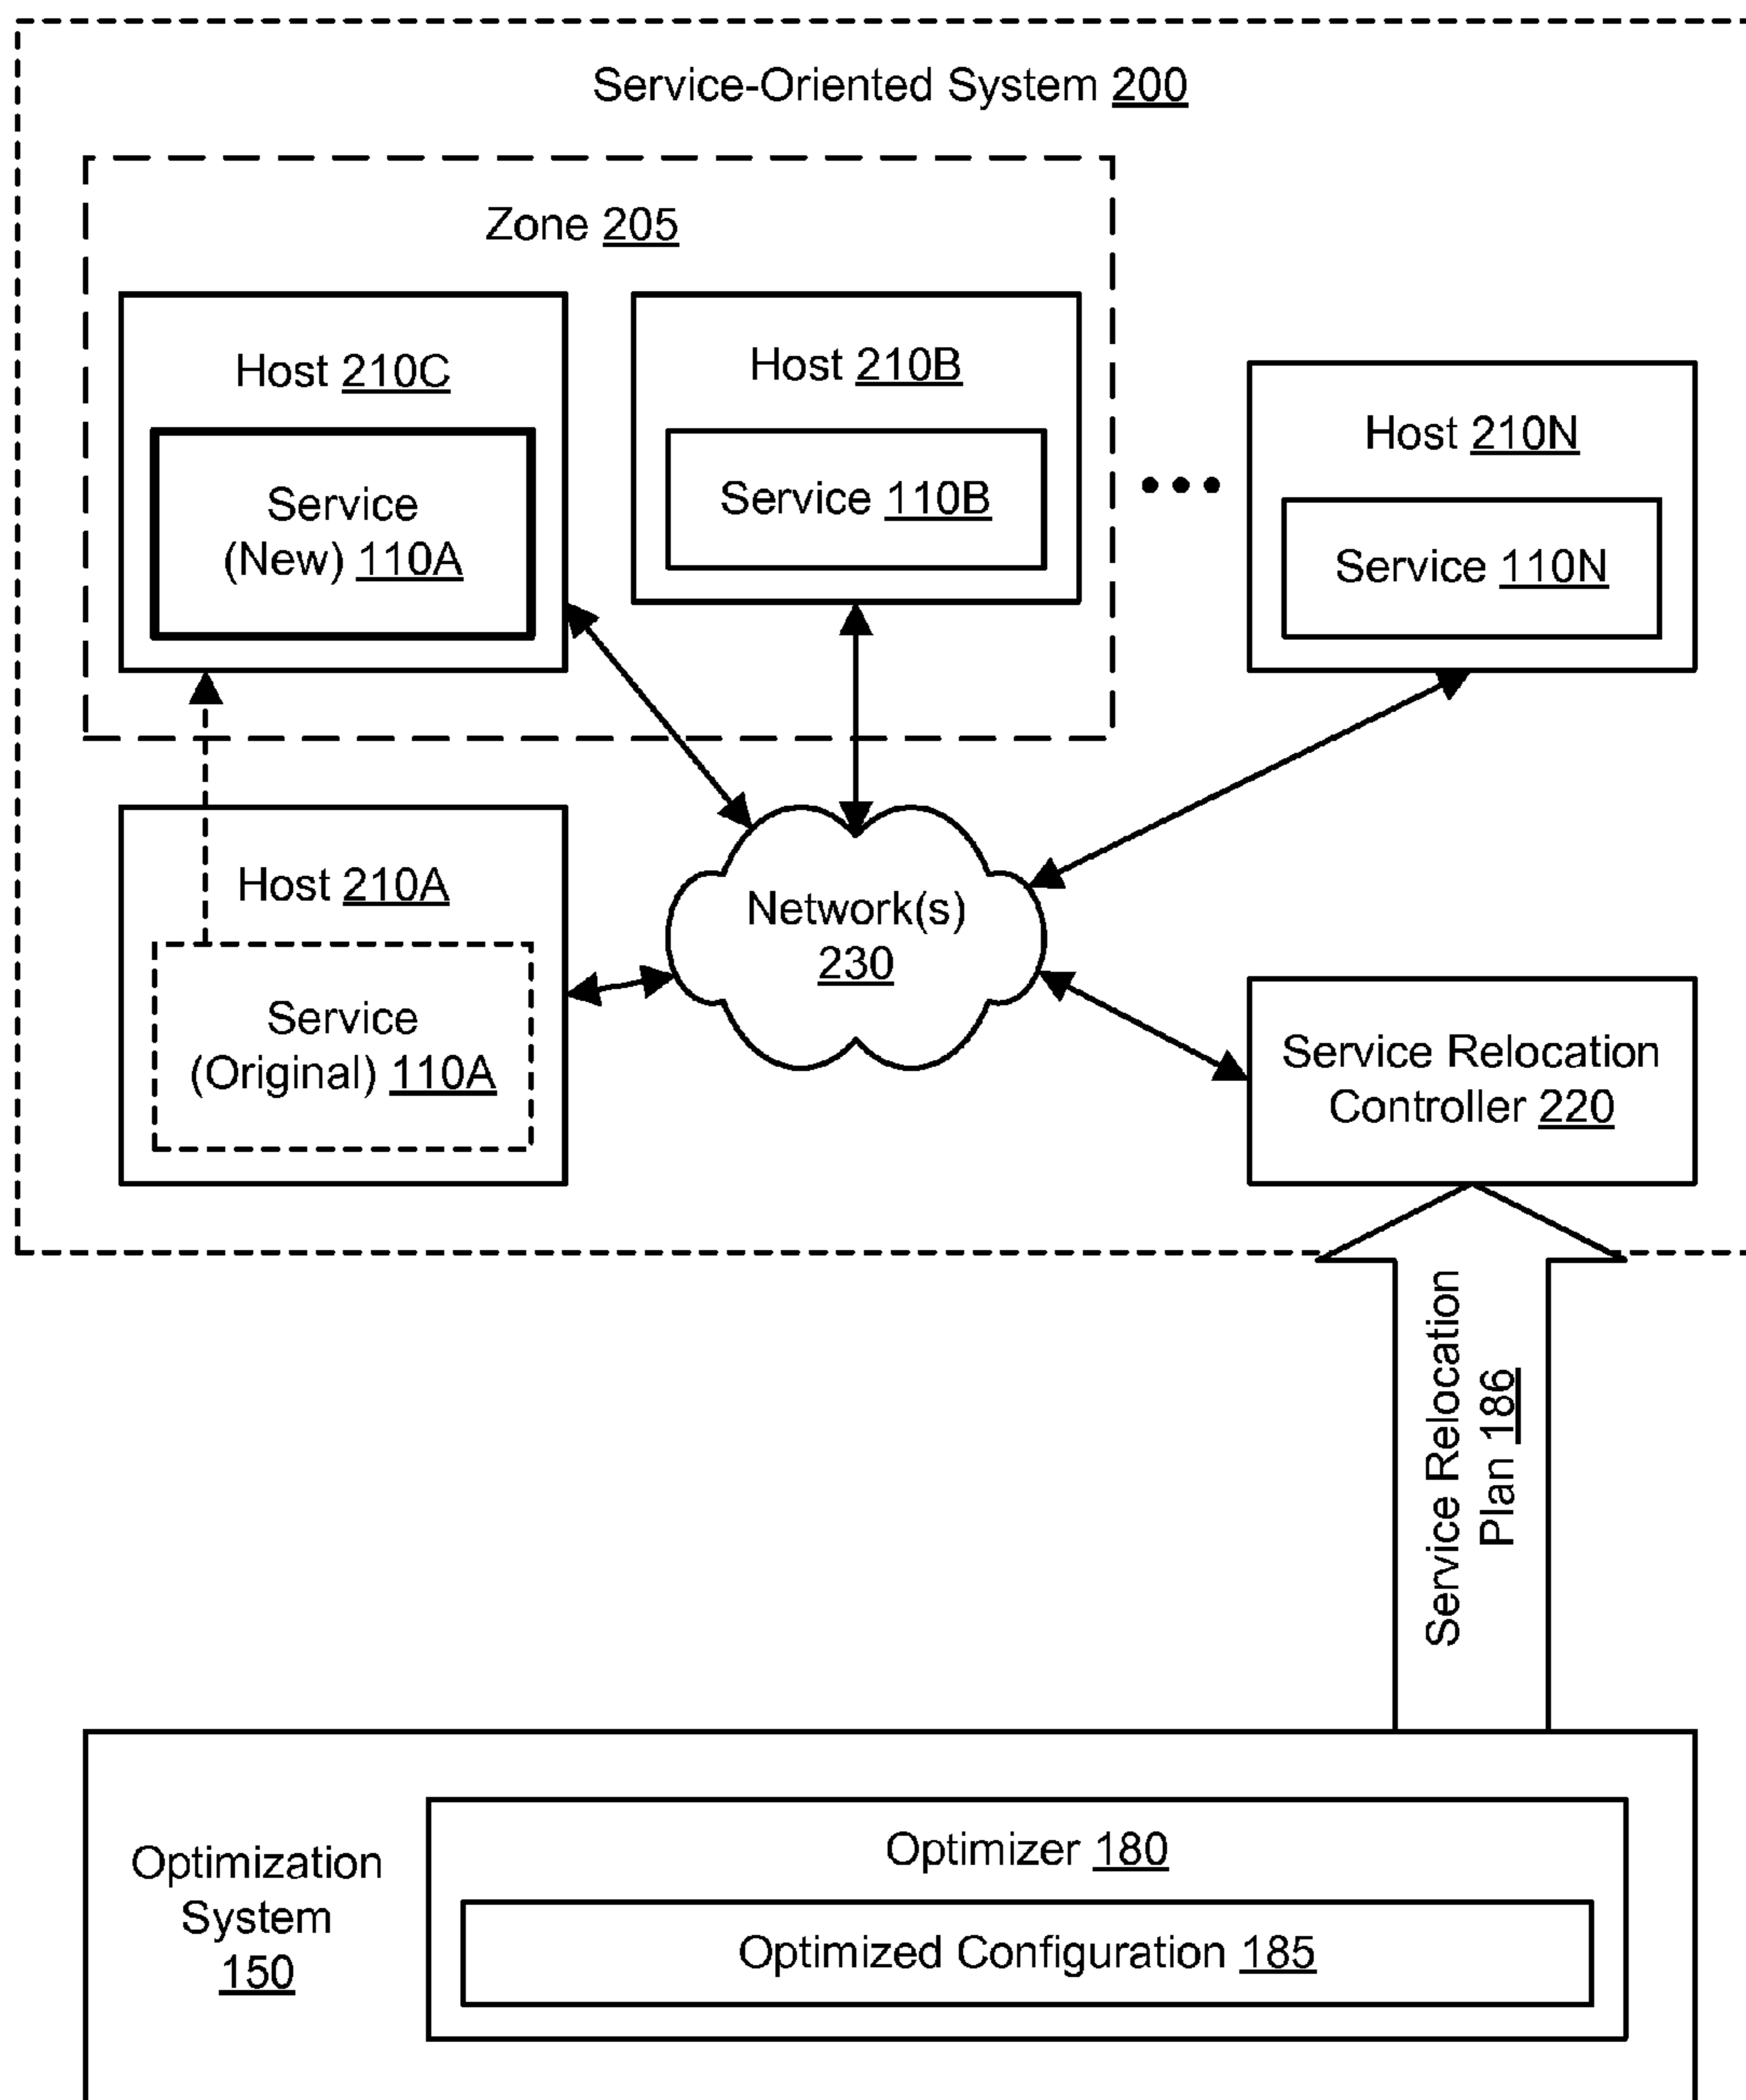 Service-Oriented System 200
Zone 205
Host 210C
Service
(New) 110A
Host 210B
Service 110B
Host 210N
Service 110N
Host 210A
Service
(Original) 110A
Network(s)
230
Service Relocation
Controller 220
Service Relocation
Plan 186
Optimization
System
150
Optimizer 180
Optimized Configuration 185